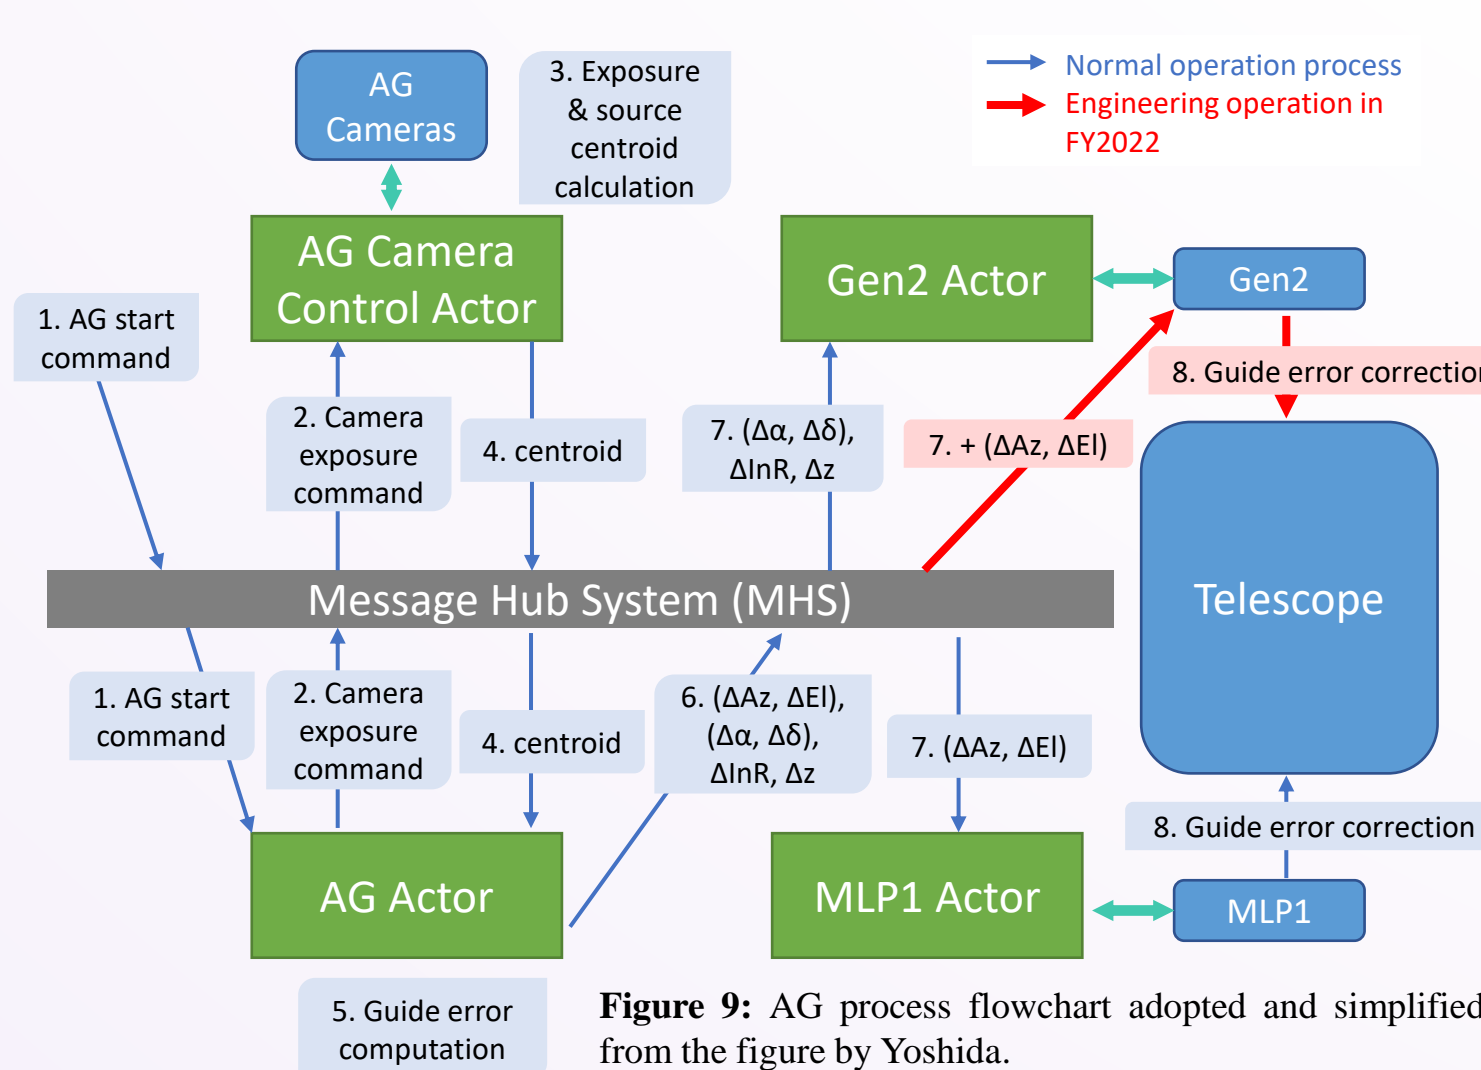 AG
Cameras
3. Exposure
& source
centroid
calculation
Normal operation process
Engineering operation in
FY2022
AG Camera
Control Actor
Gen2 Actor
Gen2
1. AG start
command
8. Guide error correction
2. Camera
exposure
command
4. centroid
7. (Δα, Δδ),
ΔInR, Δz
7. + (ΔAz, ΔEl)
Telescope
Message Hub System (MHS)
1. AG start
command
2. Camera
exposure
command
4. centroid
6. (ΔAz, ΔEl),
(Δα, Δδ),
ΔInR, Δz
7. (ΔAz, ΔEl)
8. Guide error correction
AG Actor
MLP1 Actor
MLP1
5. Guide error
computation
Figure 9: AG process flowchart adopted and simplified
from the figure by Yoshida.